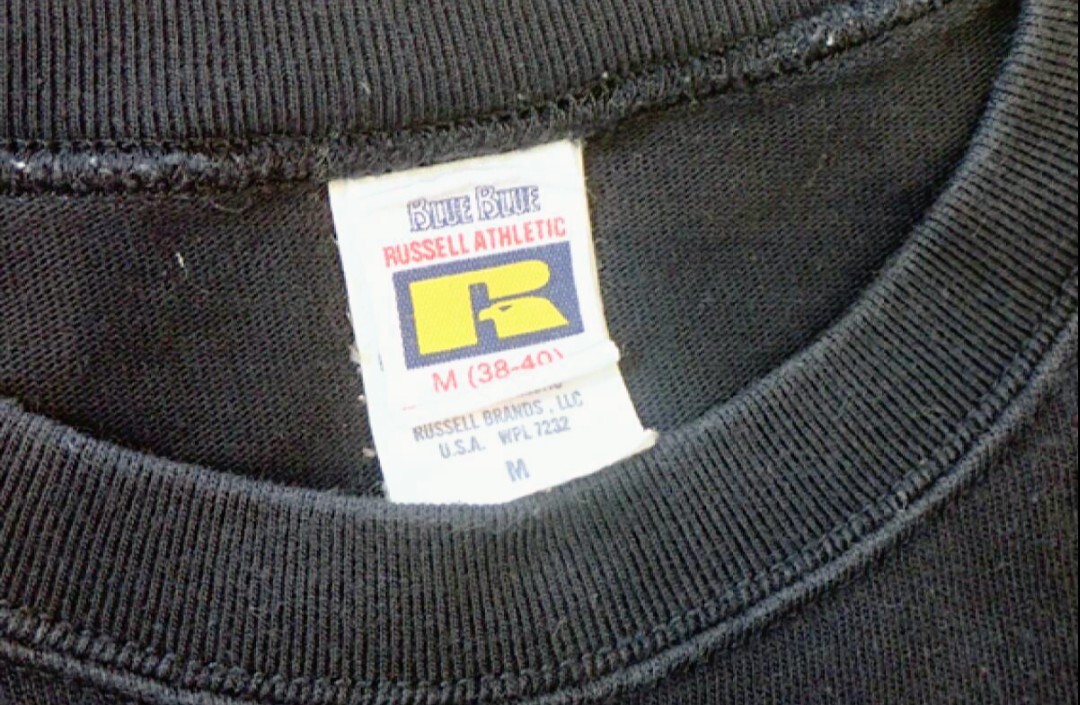 BLUE BLUE
RUSSELL ATHLETIC
R
M (38-40)
RUSSELL BRANDS, LLC
U.S.A. WPL 7232
M